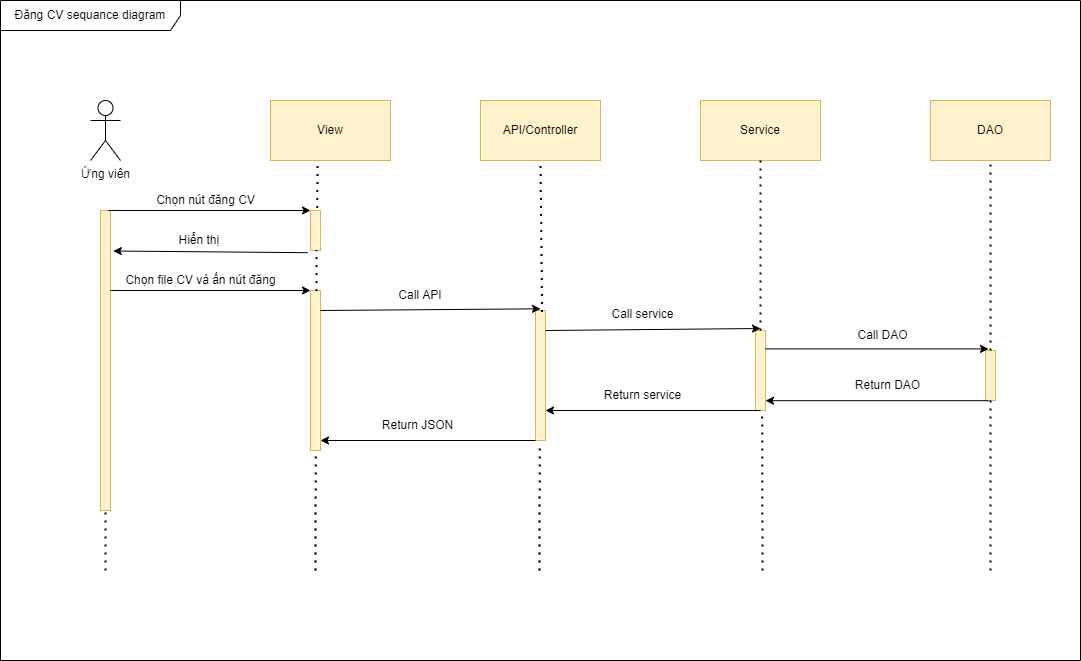 Đăng CV sequance diagram
Ứng viên
View
API/Controller
Service
DAO
Chọn nút đăng CV
Hiển thị
Chọn file CV và ấn nút đăng
Call API
Call service
Call DAO
Return DAO
Return service
Return JSON